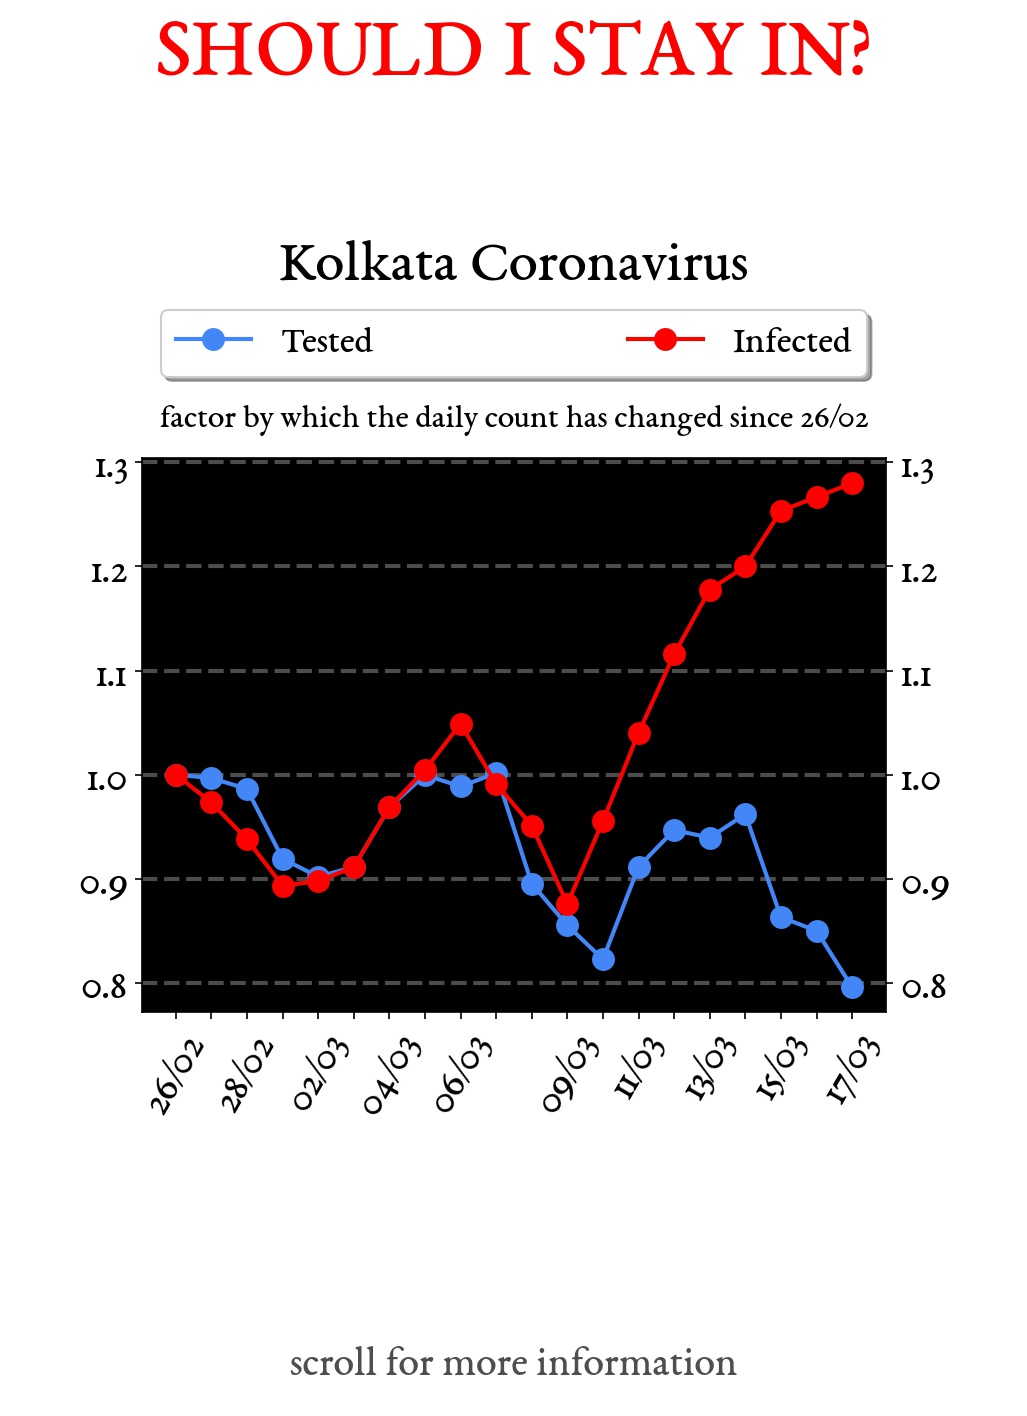 SHOULD I STAY IN?
Kolkata Coronavirus
Tested Infected
factor by which the daily count has changed since 26/02
1.3 1.3
1.2 1.2
1.1 1.1
1.0 1.0
0.9 0.9
0.8 0.8
26/02 28/02 02/03 04/03 06/03 09/03 11/03 13/03 15/03 17/03
scroll for more information